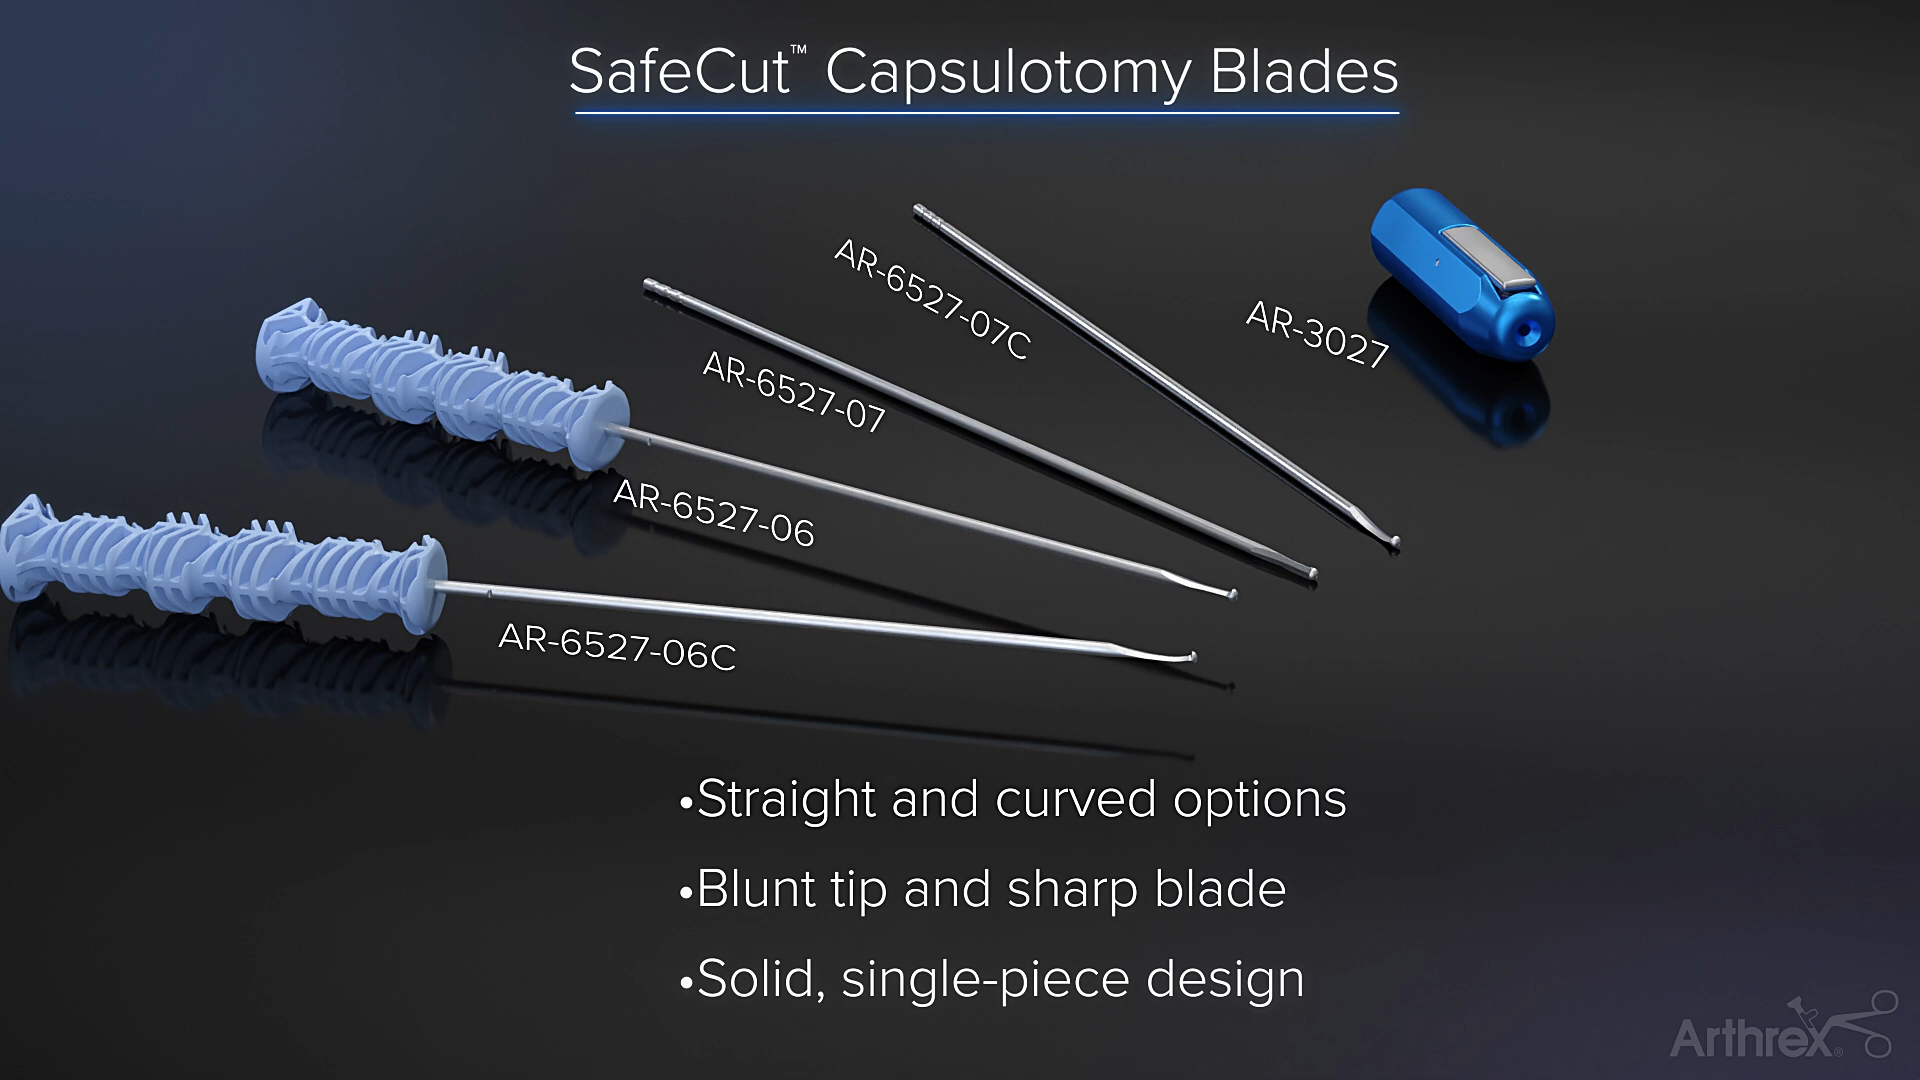 SafeCut™ Capsulotomy Blades
AR-6527-07C
AR-3027
AR-6527-07
AR-6527-06
AR-6527-06C
•Straight and curved options
•Blunt tip and sharp blade
•Solid, single-piece design
Arthrex®